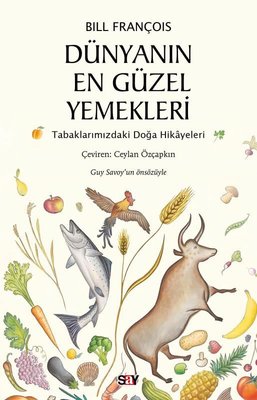 BILL FRANÇOIS
DÜNYANIN
EN GÜZEL
YEMEKLERİ
Tabaklarımızdaki Doğa Hikâyeleri
Çeviren: Ceylan Özçapkın
Guy Savoy'un önsözüyle
say